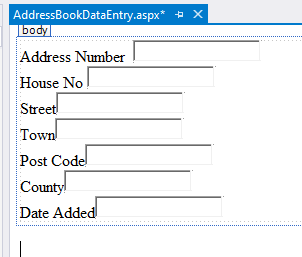 AddressBookDataEntry.aspx*
body
Address Number
House No
Street
Town
Post Code
County
Date Added